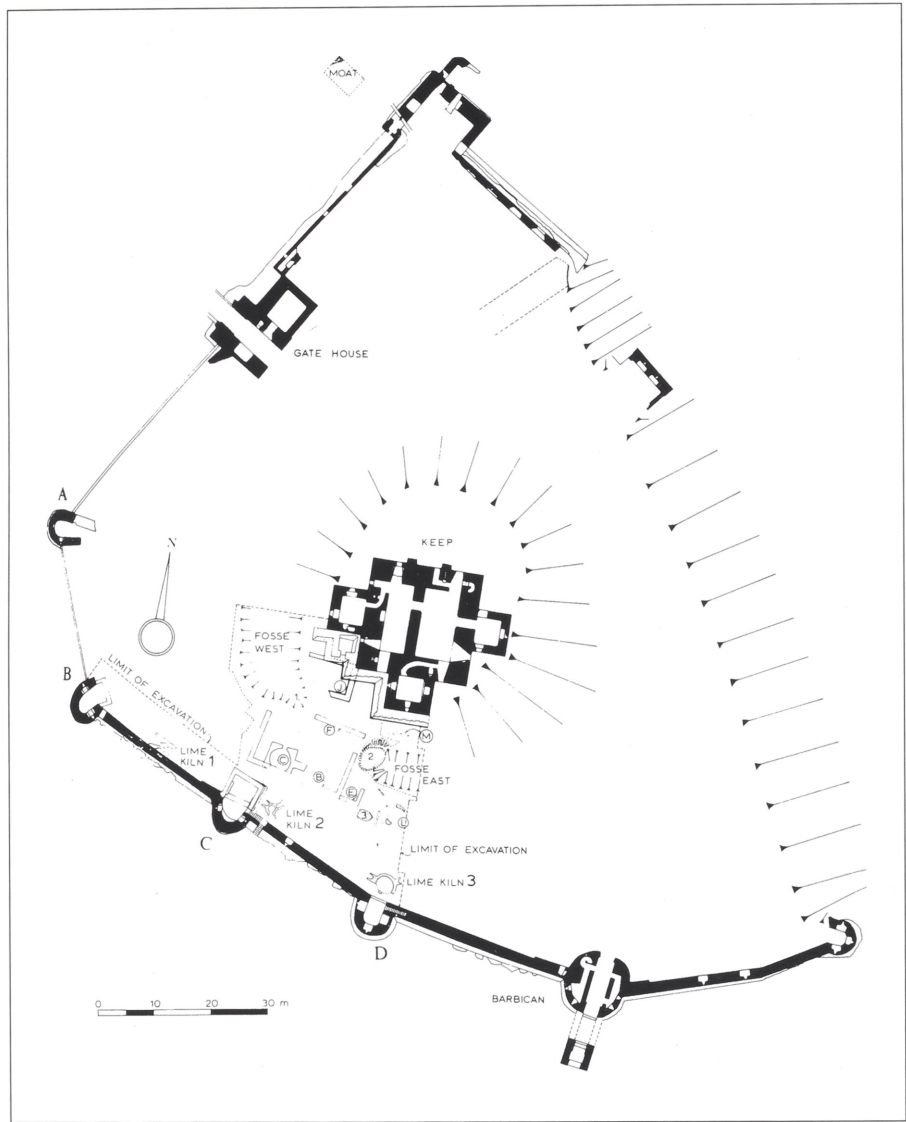 MOAT
GATE HOUSE
A
N
KEEP
FOSSE
WEST
B
LIMIT OF EXCAVATION
F
M
LIME
KILN 1
C
2
FOSSE
EAST
B
E
LIME
KILN 2
3
C
LIMIT OF EXCAVATION
LIME KILN 3
D
BARBICAN
0 10 20 30 m